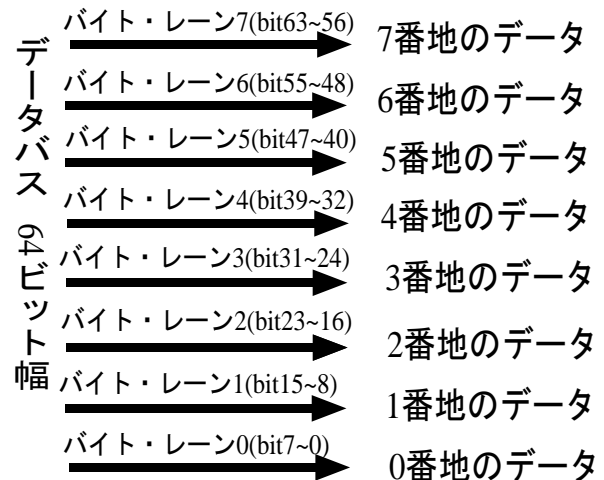 データバス 64ビット幅
バイト・レーン7(bit63~56)
7番地のデータ
バイト・レーン6(bit55~48)
6番地のデータ
バイト・レーン5(bit47~40)
5番地のデータ
バイト・レーン4(bit39~32)
4番地のデータ
バイト・レーン3(bit31~24)
3番地のデータ
バイト・レーン2(bit23~16)
2番地のデータ
バイト・レーン1(bit15~8)
1番地のデータ
バイト・レーン0(bit7~0)
0番地のデータ